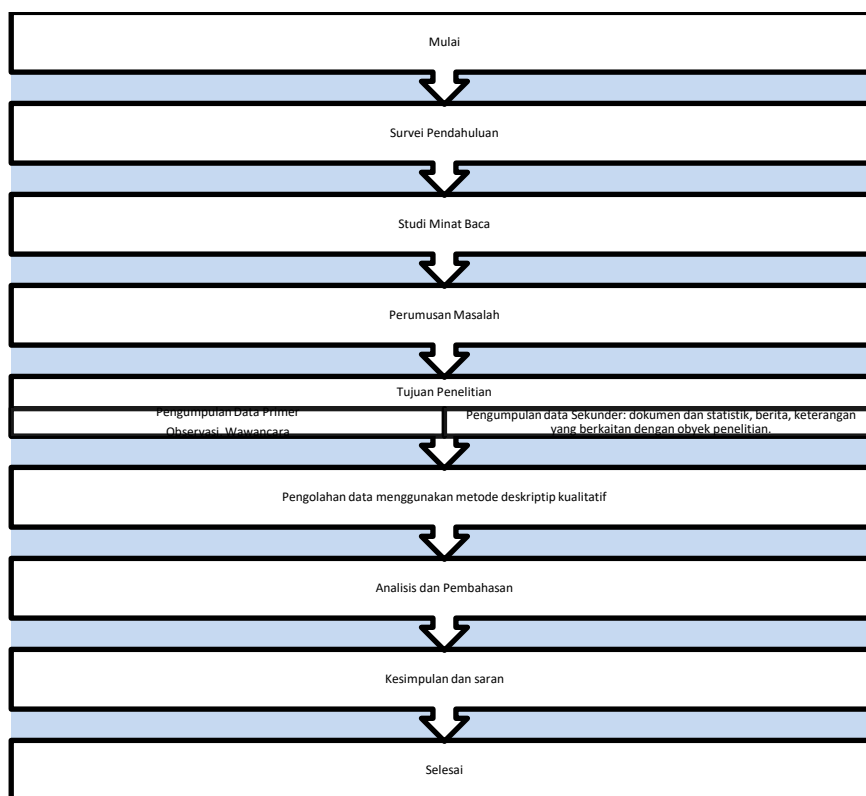 Mulai
Survei Pendahuluan
Studi Minat Baca
Perumusan Masalah
Tujuan Penelitian
Pengumpulan Data Primer
Observasi, Wawancara
Pengumpulan data Sekunder: dokumen dan statistik, berita, keterangan
yang berkaitan dengan obyek penelitian.
Pengolahan data menggunakan metode deskriptip kualitatif
Analisis dan Pembahasan
Kesimpulan dan saran
Selesai